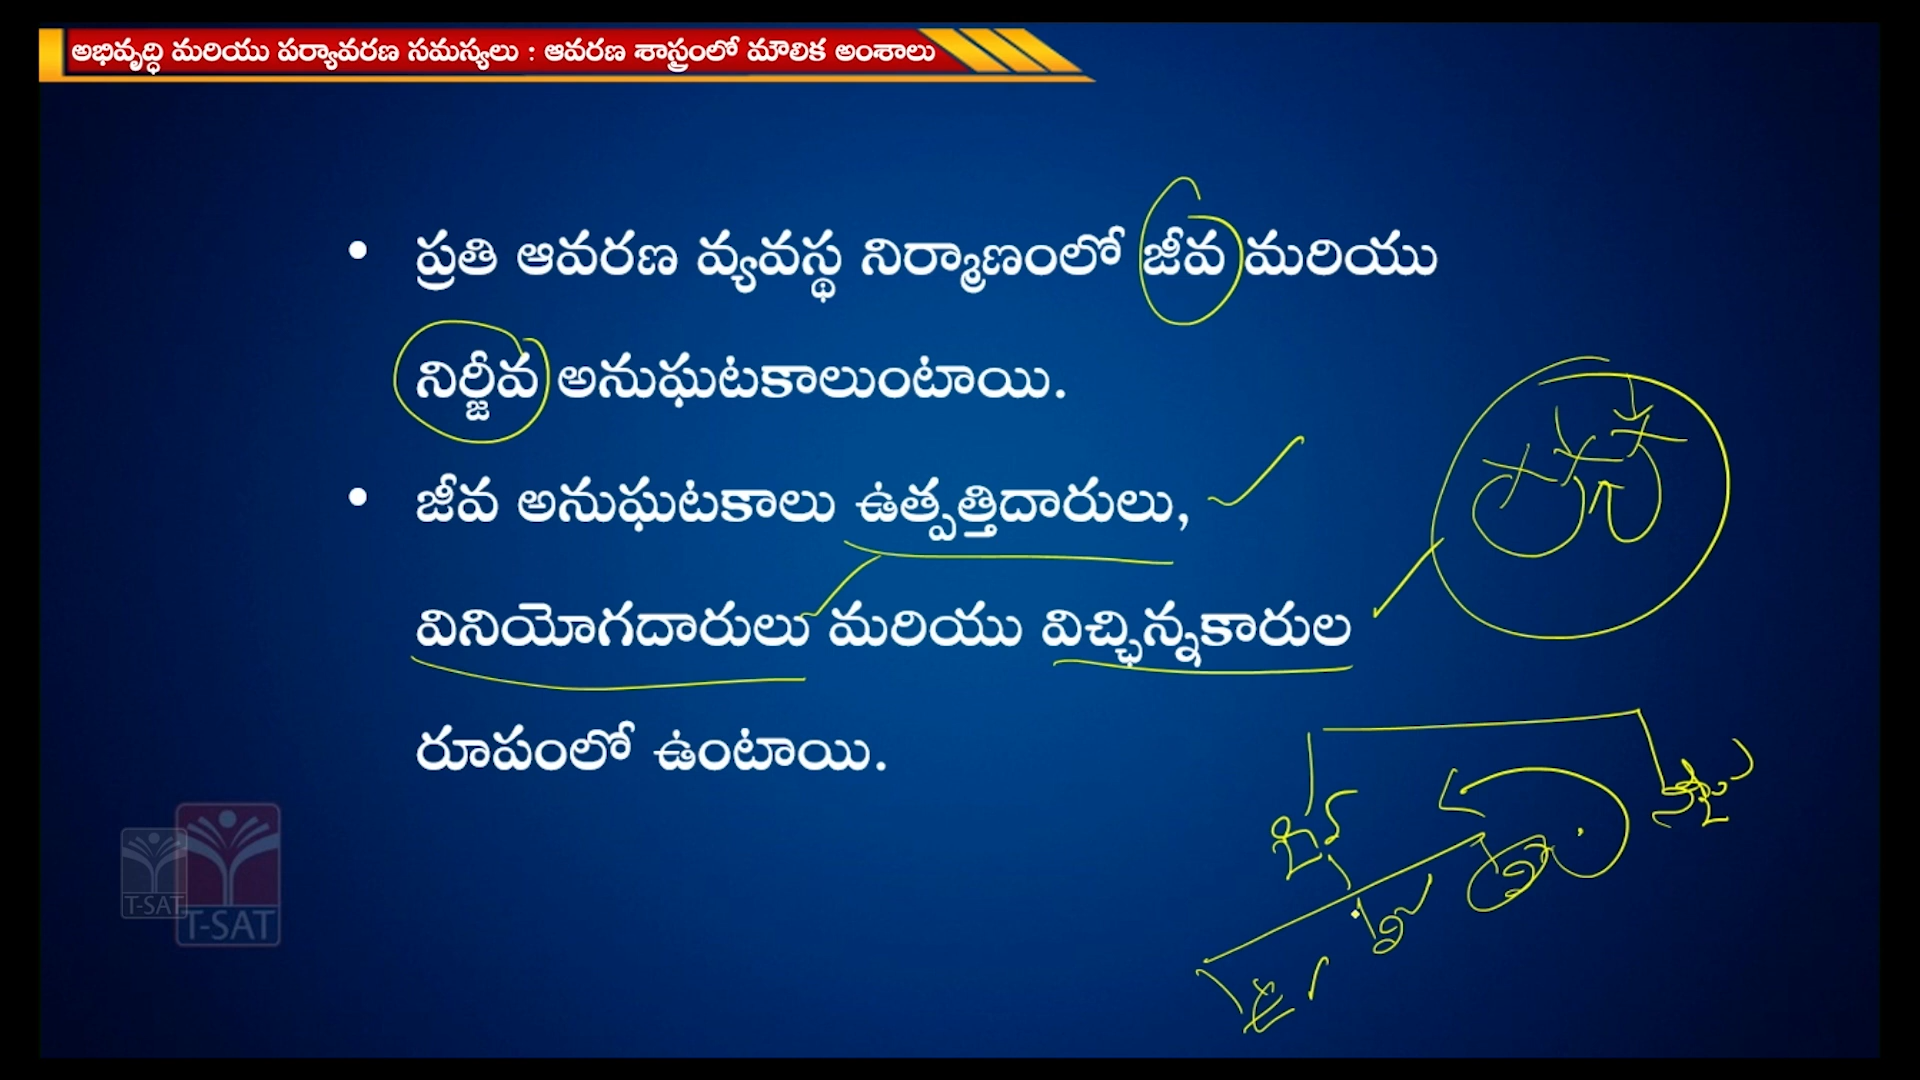 అభివృద్ధి మరియు పర్యావరణ సమస్యలు : ఆవరణ శాస్త్రంలో మౌలిక అంశాలు
• ప్రతి ఆవరణ వ్యవస్థ నిర్మాణంలో జీవ మరియు
నిర్జీవ అనుఘటకాలుంటాయి.
• జీవ అనుఘటకాలు ఉత్పత్తిదారులు,
వినియోగదారులు మరియు విచ్ఛిన్నకారుల
రూపంలో ఉంటాయి.
T-SAT
T-SAT